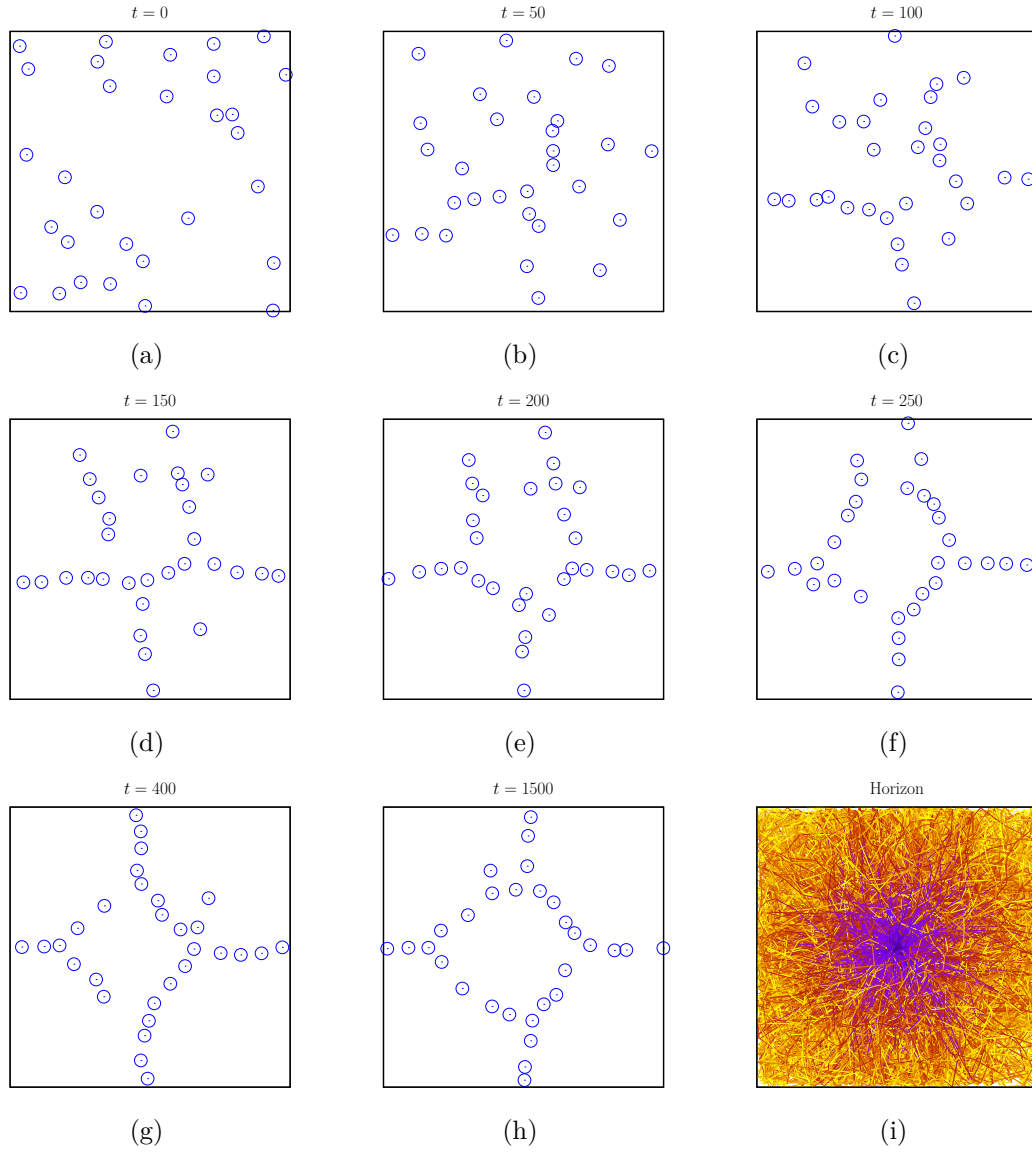 t = 0
t = 50
t = 100
(a)
(b)
(c)
t = 150
t = 200
t = 250
(d)
(e)
(f)
t = 400
t = 1500
Horizon
(g)
(h)
(i)